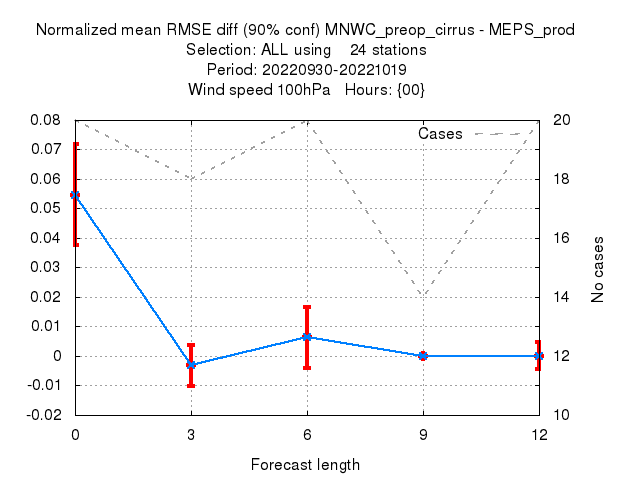 Normalized mean RMSE diff (90% conf) MNWC_preop_cirrus - MEPS_prod
Selection: ALL using 24 stations
Period: 20220930-20221019
Wind speed 100hPa Hours: {00}
Cases
0.08
0.07
0.06
0.05
0.04
0.03
0.02
0.01
0
-0.01
-0.02
20
18
16
14
12
10
No cases
0 3 6 9 12
Forecast length